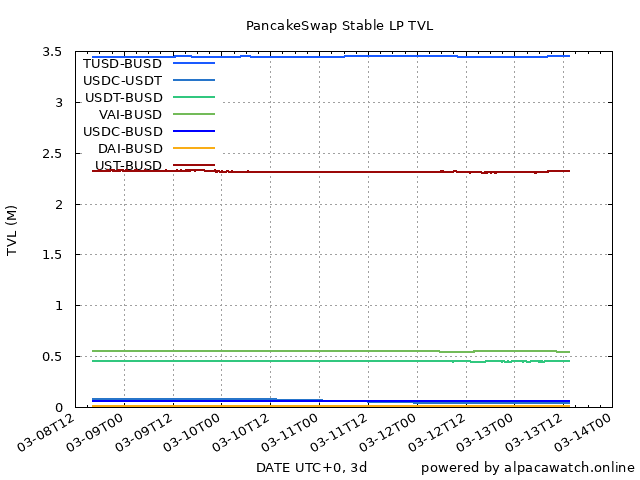 PancakeSwap Stable LP TVL
TVL (M)
3.5
3
2.5
2
1.5
1
0.5
0
TUSD-BUSD
USDC-USDT
USDT-BUSD
VAI-BUSD
USDC-BUSD
DAI-BUSD
UST-BUSD
03-08T12
03-09T00
03-09T12
03-10T00
03-10T12
03-11T00
03-11T12
03-12T00
03-12T12
03-13T00
03-13T12
03-14T00
DATE UTC+0, 3d
powered by alpacawatch.online